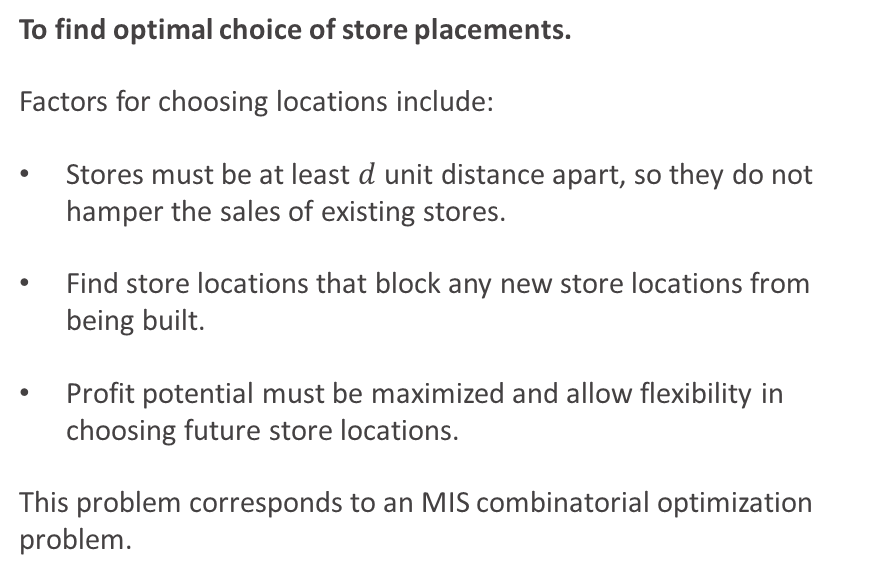 To find optimal choice of store placements.
Factors for choosing locations include:
• Stores must be at least d unit distance apart, so they do not
hamper the sales of existing stores.
• Find store locations that block any new store locations from
being built.
• Profit potential must be maximized and allow flexibility in
choosing future store locations.
This problem corresponds to an MIS combinatorial optimization
problem.